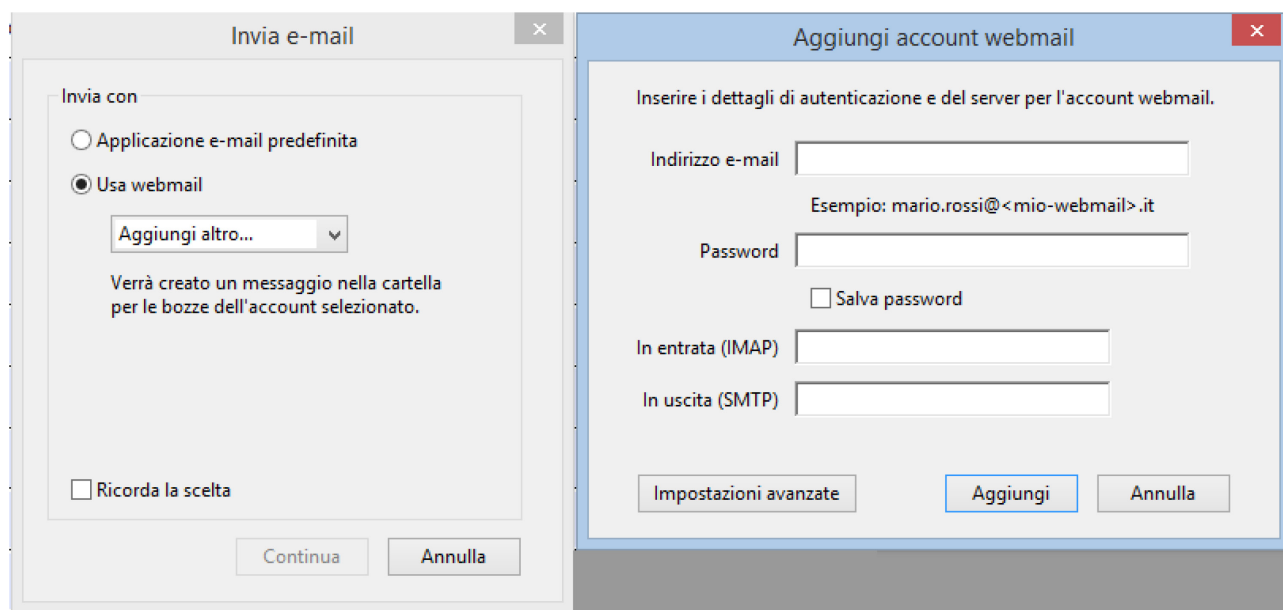 Invia e-mail
Invia con
Applicazione e-mail predefinita
Usa webmail
Aggiungi altro...
Verrà creato un messaggio nella cartella
per le bozze dell'account selezionato.
Ricorda la scelta
Continua
Annulla
Aggiungi account webmail
Inserire i dettagli di autenticazione e del server per l'account webmail.
Indirizzo e-mail
Esempio: mario.rossi@<mio-webmail>.it
Password
Salva password
In entrata (IMAP)
In uscita (SMTP)
Impostazioni avanzate
Aggiungi
Annulla